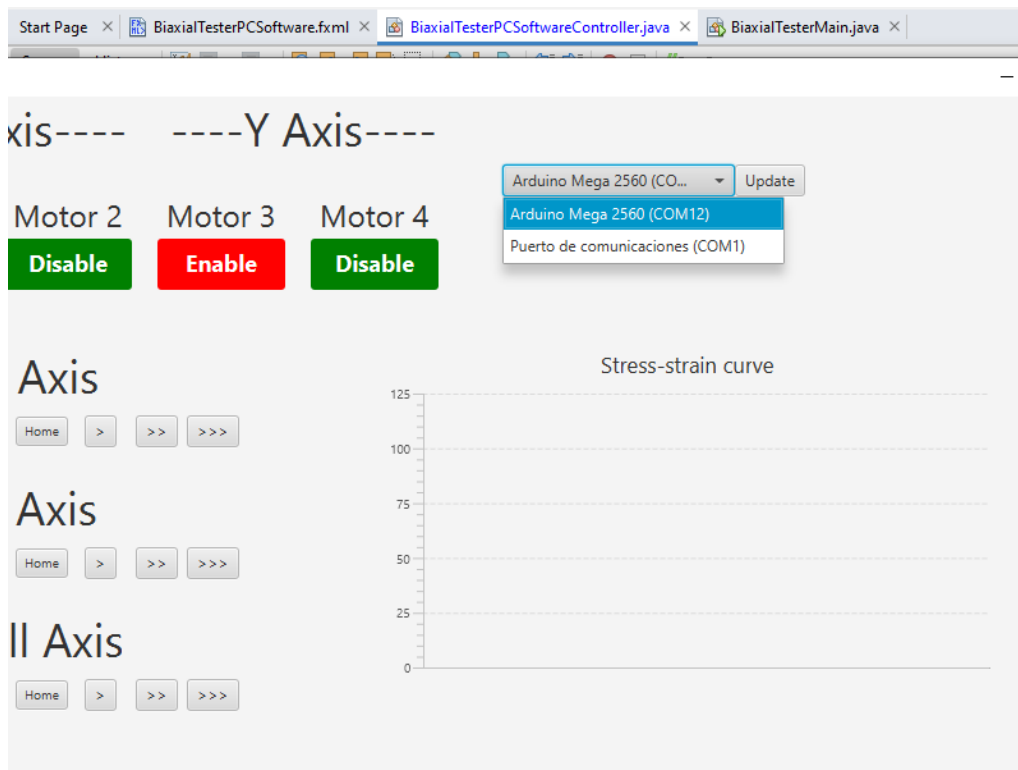 Start Page BiaxialTesterPCSoftware.fxml BiaxialTesterPCSoftwareController.java BiaxialTesterMain.java
xis---- ----Y Axis----
Arduino Mega 2560 (CO... Update
Arduino Mega 2560 (COM12)
Puerto de comunicaciones (COM1)
Motor 2 Motor 3 Motor 4
Disable Enable Disable
Axis
Home > >> >>>
Axis
Home > >> >>>
ll Axis
Home > >> >>>
Stress-strain curve
125
100
75
50
25
0